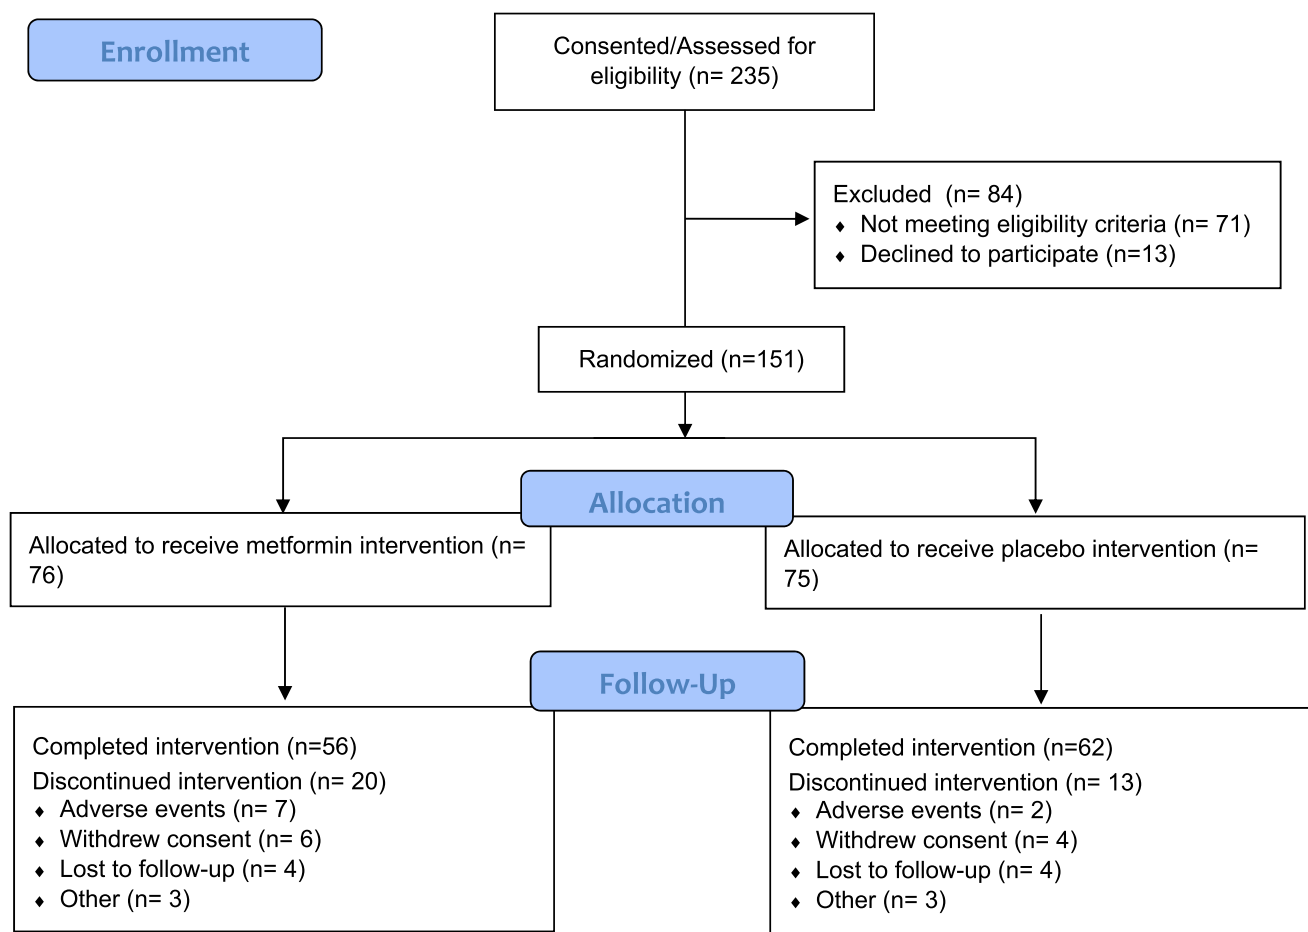 Enrollment
Consented/Assessed for
eligibility (n= 235)
Excluded  (n= 84)
♦ Not meeting eligibility criteria (n= 71)
♦ Declined to participate (n=13)
Randomized (n=151)
Allocation
Allocated to receive metformin intervention (n=
76)
Allocated to receive placebo intervention (n=
75)
Follow-Up
Completed intervention (n=56)
Discontinued intervention (n= 20)
♦ Adverse events (n= 7)
♦ Withdrew consent (n= 6)
♦ Lost to follow-up (n= 4)
♦ Other (n= 3)
Completed intervention (n=62)
Discontinued intervention (n= 13)
♦ Adverse events (n= 2)
♦ Withdrew consent (n= 4)
♦ Lost to follow-up (n= 4)
♦ Other (n= 3)